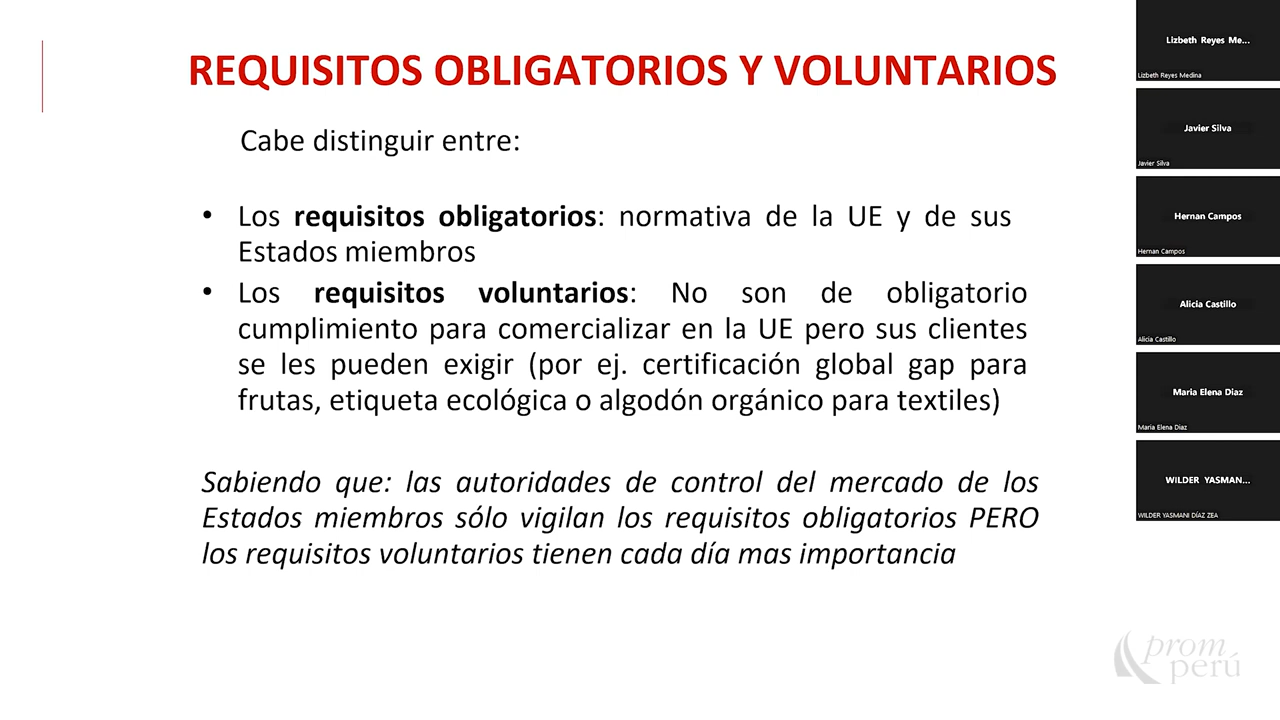 REQUISITOS OBLIGATORIOS Y VOLUNTARIOS
Cabe distinguir entre:
• Los requisitos obligatorios: normativa de la UE y de sus
Estados miembros
• Los requisitos voluntarios: No son de obligatorio
cumplimiento para comercializar en la UE pero sus clientes
se les pueden exigir (por ej. certificación global gap para
frutas, etiqueta ecológica o algodón orgánico para textiles)
Sabiendo que: las autoridades de control del mercado de los
Estados miembros sólo vigilan los requisitos obligatorios PERO
los requisitos voluntarios tienen cada día mas importancia
Lizbeth Reyes Me...
Lizbeth Reyes Medina
Javier Silva
Javier Silva
Hernan Campos
Hernan Campos
Alicia Castillo
Alicia Castillo
Maria Elena Diaz
Maria Elena Diaz
WILDER YASMAN...
WILDER YASMANI DÍAZ ZEA
prom
perú